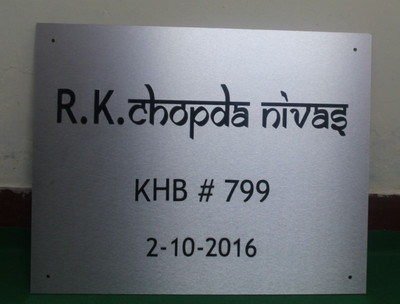 R.K.chopda nivas
KHB # 799
2-10-2016